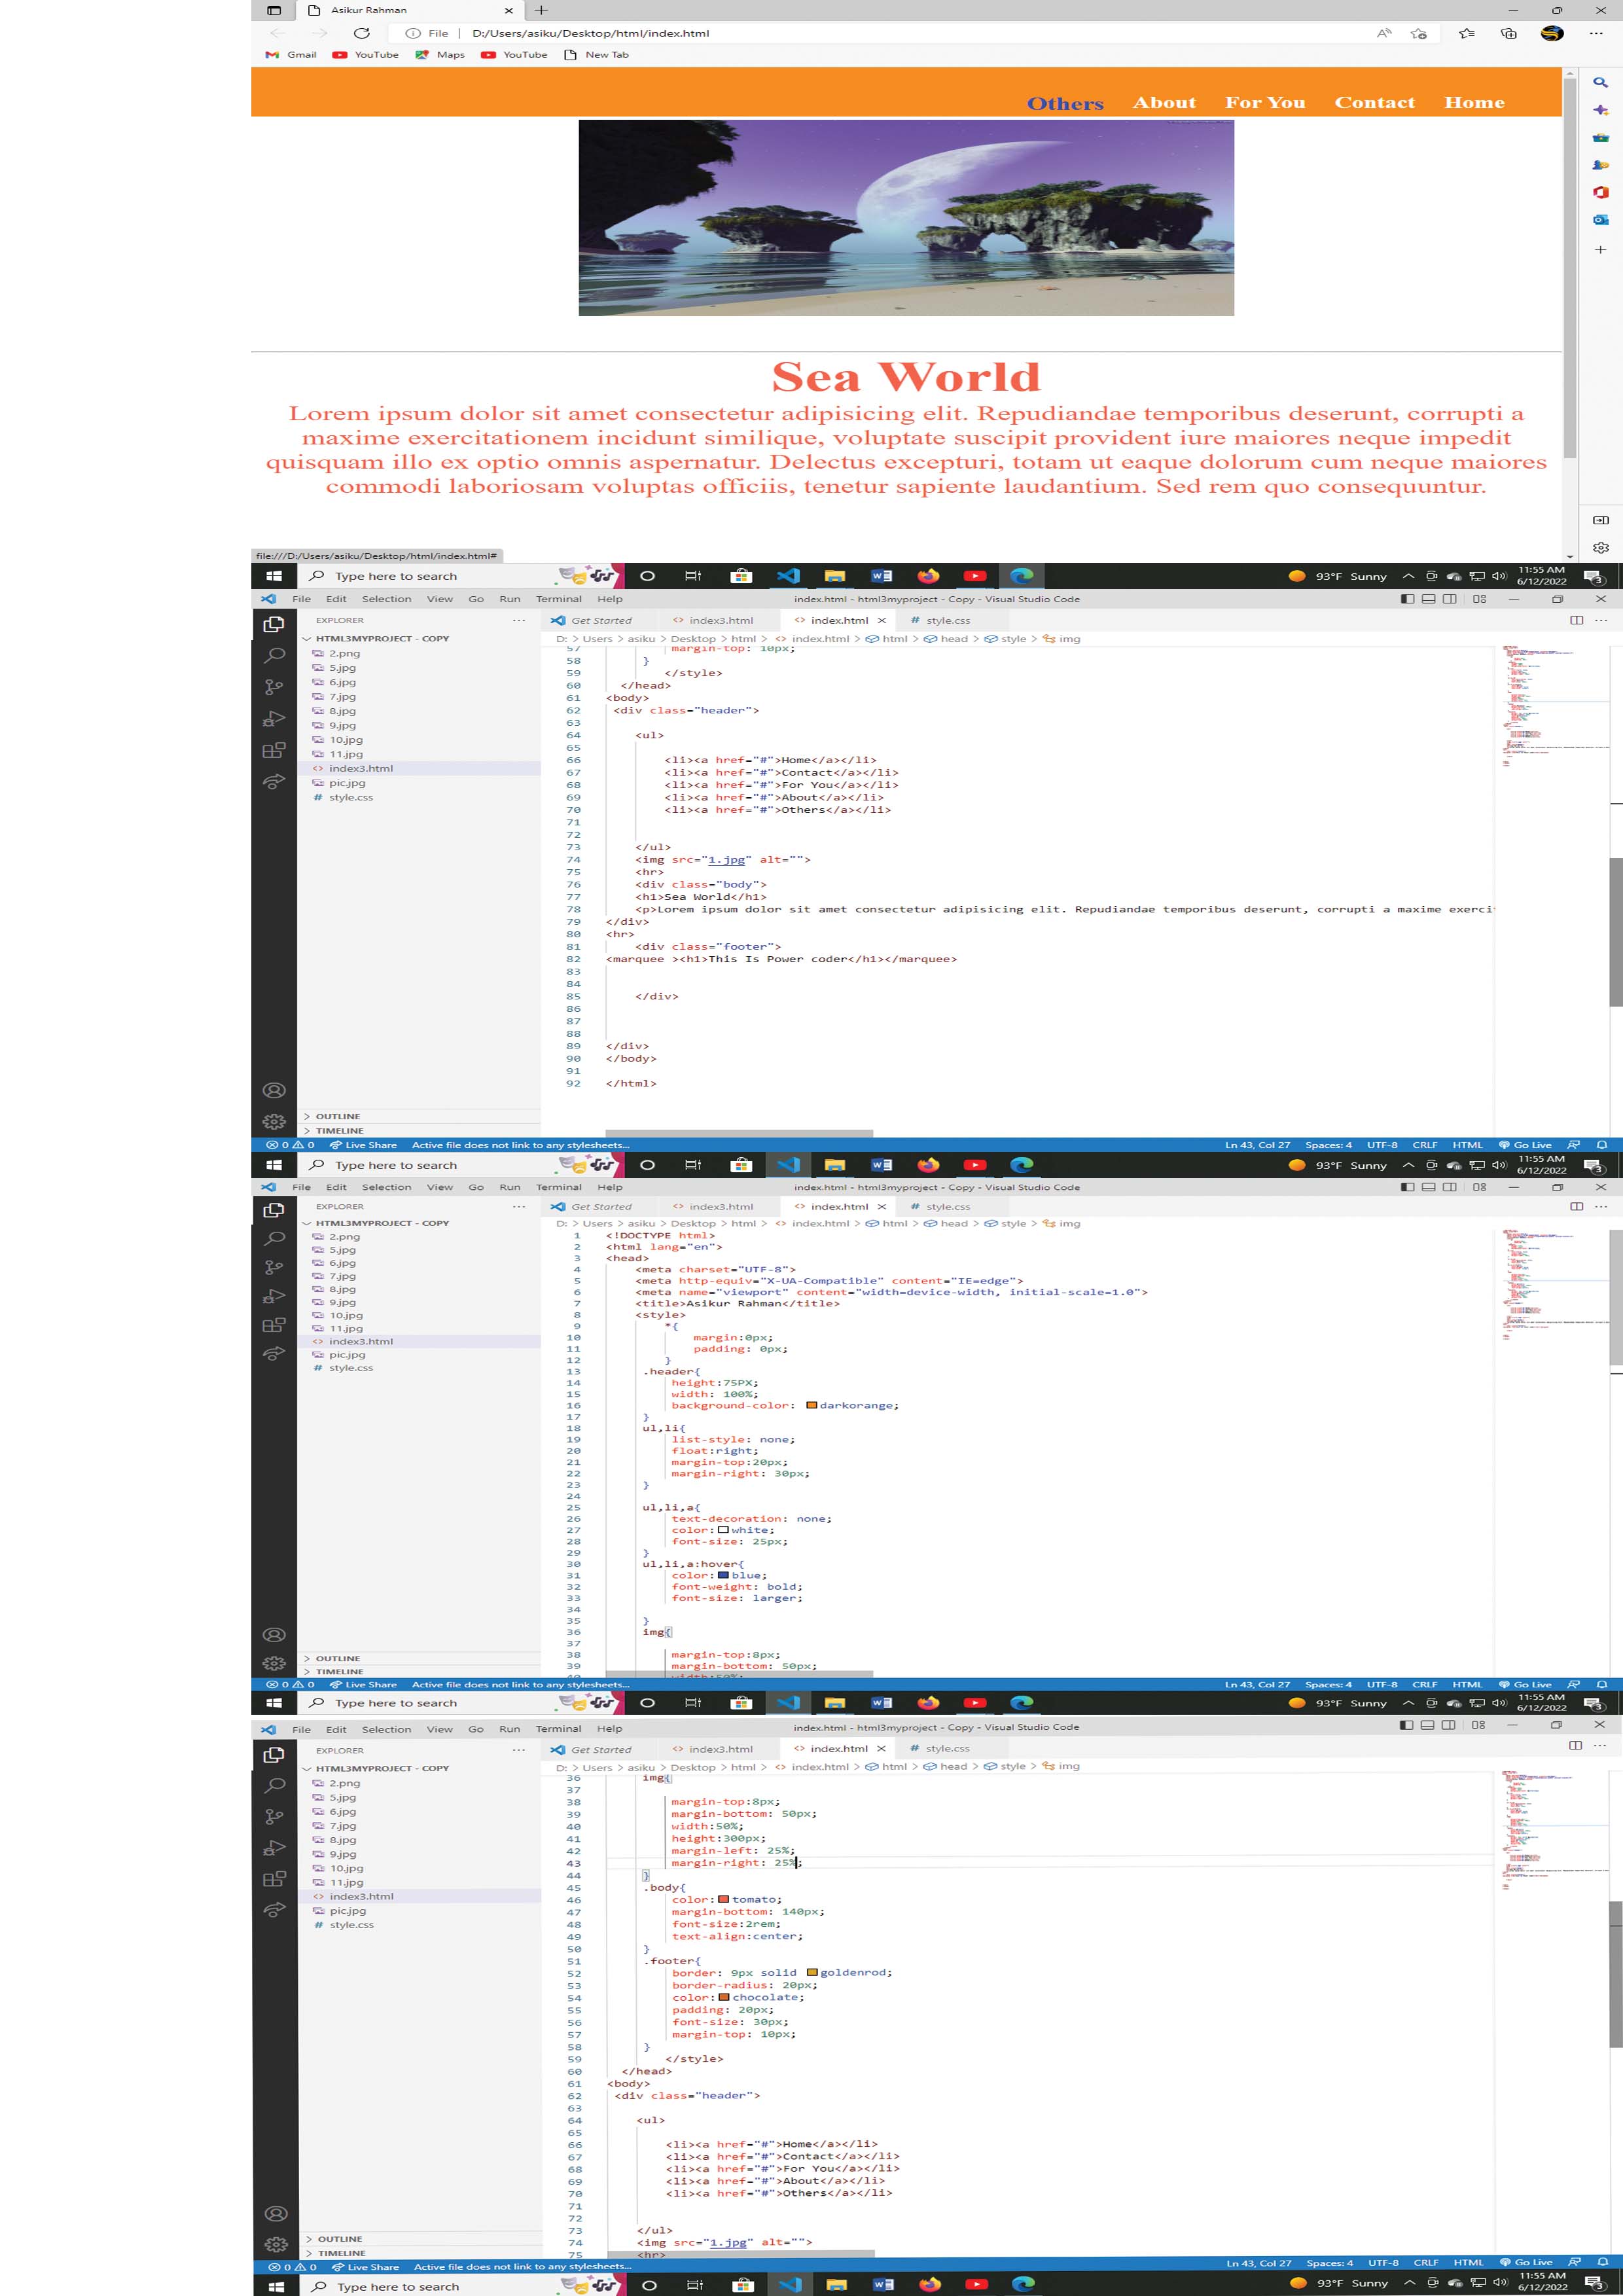 Asikur Rahman
File | D:/Users/asiku/Desktop/html/index.html
Gmail YouTube Maps YouTube New Tab
Others About For You Contact Home
Sea World
Lorem ipsum dolor sit amet consectetur adipisicing elit. Repudiandae temporibus deserunt, corrupti a
maxime exercitationem incidunt similique, voluptate suscipit provident iure maiores neque impedit
quisquam illo ex optio omnis aspernatur. Delectus excepturi, totam ut eaque dolorum cum neque maiores
commodi laboriosam voluptas officiis, tenetur sapiente laudantium. Sed rem quo consequuntur.
file:///D:/Users/asiku/Desktop/html/index.html#
Type here to search 93°F Sunny 11:55 AM
6/12/2022 3
File Edit Selection View Go Run Terminal Help index.html - html3myproject - Copy - Visual Studio Code
EXPLORER ... Get Started index3.html index.html style.css
HTML3MYPROJECT - COPY D: > Users > asiku > Desktop > html > index.html > html > head > style > img
2.png
5.jpg
6.jpg
7.jpg
8.jpg
9.jpg
10.jpg
11.jpg
index3.html
pic.jpg
style.css
OUTLINE
TIMELINE
57 margin-top: 10px;
58 }
59 </style>
60 </head>
61 <body>
62 <div class="header">
63
64 <ul>
65
66 <li><a href="#">Home</a></li>
67 <li><a href="#">Contact</a></li>
68 <li><a href="#">For You</a></li>
69 <li><a href="#">About</a></li>
70 <li><a href="#">Others</a></li>
71
72
73 </ul>
74 <img src="1.jpg" alt="">
75 <hr>
76 <div class="body">
77 <h1>Sea World</h1>
78 <p>Lorem ipsum dolor sit amet consectetur adipisicing elit. Repudiandae temporibus deserunt, corrupti a maxime exerci
79 </div>
80 <hr>
81 <div class="footer">
82 <marquee ><h1>This Is Power coder</h1></marquee>
83
84
85 </div>
86
87
88
89 </div>
90 </body>
91
92 </html>
0 0 Live Share Active file does not link to any stylesheets... Ln 43, Col 27 Spaces: 4 UTF-8 CRLF HTML Go Live
Type here to search 93°F Sunny 11:55 AM
6/12/2022 3
File Edit Selection View Go Run Terminal Help index.html - html3myproject - Copy - Visual Studio Code
EXPLORER ... Get Started index3.html index.html style.css
HTML3MYPROJECT - COPY D: > Users > asiku > Desktop > html > index.html > html > head > style > img
2.png
5.jpg
6.jpg
7.jpg
8.jpg
9.jpg
10.jpg
11.jpg
index3.html
pic.jpg
style.css
OUTLINE
TIMELINE
1 <!DOCTYPE html>
2 <html lang="en">
3 <head>
4 <meta charset="UTF-8">
5 <meta http-equiv="X-UA-Compatible" content="IE=edge">
6 <meta name="viewport" content="width=device-width, initial-scale=1.0">
7 <title>Asikur Rahman</title>
8 <style>
9 *{
10 margin:0px;
11 padding: 0px;
12 }
13 .header{
14 height:75PX;
15 width: 100%;
16 background-color: darkorange;
17 }
18 ul,li{
19 list-style: none;
20 float:right;
21 margin-top:20px;
22 margin-right: 30px;
23 }
24
25 ul,li,a{
26 text-decoration: none;
27 color: white;
28 font-size: 25px;
29 }
30 ul,li,a:hover{
31 color: blue;
32 font-weight: bold;
33 font-size: larger;
34
35 }
36 img{
37
38 margin-top:8px;
39 margin-bottom: 50px;
40 width:50%;
0 0 Live Share Active file does not link to any stylesheets... Ln 43, Col 27 Spaces: 4 UTF-8 CRLF HTML Go Live
Type here to search 93°F Sunny 11:55 AM
6/12/2022 3
File Edit Selection View Go Run Terminal Help index.html - html3myproject - Copy - Visual Studio Code
EXPLORER ... Get Started index3.html index.html style.css
HTML3MYPROJECT - COPY D: > Users > asiku > Desktop > html > index.html > html > head > style > img
2.png
5.jpg
6.jpg
7.jpg
8.jpg
9.jpg
10.jpg
11.jpg
index3.html
pic.jpg
style.css
OUTLINE
TIMELINE
36 img{
37
38 margin-top:8px;
39 margin-bottom: 50px;
40 width:50%;
41 height:300px;
42 margin-left: 25%;
43 margin-right: 25%;
44 }
45 .body{
46 color: tomato;
47 margin-bottom: 140px;
48 font-size:2rem;
49 text-align:center;
50 }
51 .footer{
52 border: 9px solid goldenrod;
53 border-radius: 20px;
54 color: chocolate;
55 padding: 20px;
56 font-size: 30px;
57 margin-top: 10px;
58 }
59 </style>
60 </head>
61 <body>
62 <div class="header">
63
64 <ul>
65
66 <li><a href="#">Home</a></li>
67 <li><a href="#">Contact</a></li>
68 <li><a href="#">For You</a></li>
69 <li><a href="#">About</a></li>
70 <li><a href="#">Others</a></li>
71
72
73 </ul>
74 <img src="1.jpg" alt="">
75 <hr>
0 0 Live Share Active file does not link to any stylesheets... Ln 43, Col 27 Spaces: 4 UTF-8 CRLF HTML Go Live
Type here to search 93°F Sunny 11:55 AM
6/12/2022 3